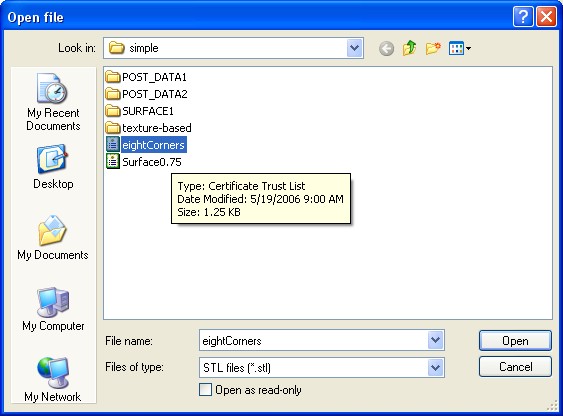 Open file
Look in: simple
My Recent Documents
Desktop
My Documents
My Computer
My Network
POST_DATA1
POST_DATA2
SURFACE1
texture-based
eightCorners
Surface0.75
Type: Certificate Trust List
Date Modified: 5/19/2006 9:00 AM
Size: 1.25 KB
File name: eightCorners Open
Files of type: STL files (*.stl) Cancel
Open as read-only